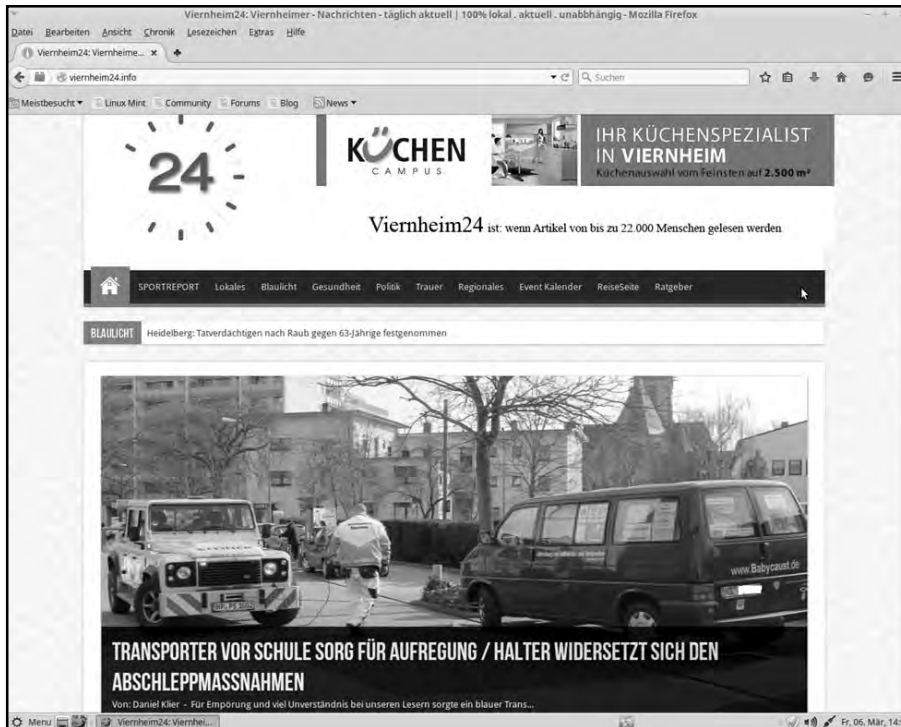 Viernheim24: Viernheimer - Nachrichten - täglich aktuell | 100% lokal . aktuell . unabbhängig - Mozilla Firefox
Datei Bearbeiten Ansicht Chronik Lesezeichen Extras Hilfe
Viernheim24: Viernheime...
viernheim24.info
Suchen
Meistbesucht Linux Mint Community Forums Blog News
24
KÜCHEN
CAMPUS
IHR KÜCHENSPEZIALIST
IN VIERNHEIM
Küchenauswahl vom Feinsten auf 2.500 m²
Viernheim24 ist: wenn Artikel von bis zu 22.000 Menschen gelesen werden
SPORTREPORT Lokales Blaulicht Gesundheit Politik Trauer Regionales Event Kalender ReiseSeite Ratgeber
BLAULICHT Heidelberg: Tatverdächtigen nach Raub gegen 63-Jährige festgenommen
www.Babycaust.de
TRANSPORTER VOR SCHULE SORG FÜR AUFREGUNG / HALTER WIDERSETZT SICH DEN
ABSCHLEPPMASSNAHMEN
Von: Daniel Klier - Für Empörung und viel Unverständnis bei unseren Lesern sorgte ein blauer Trans...
Menu Viernheim24: Viernhei... Fr, 06. Mär, 14: